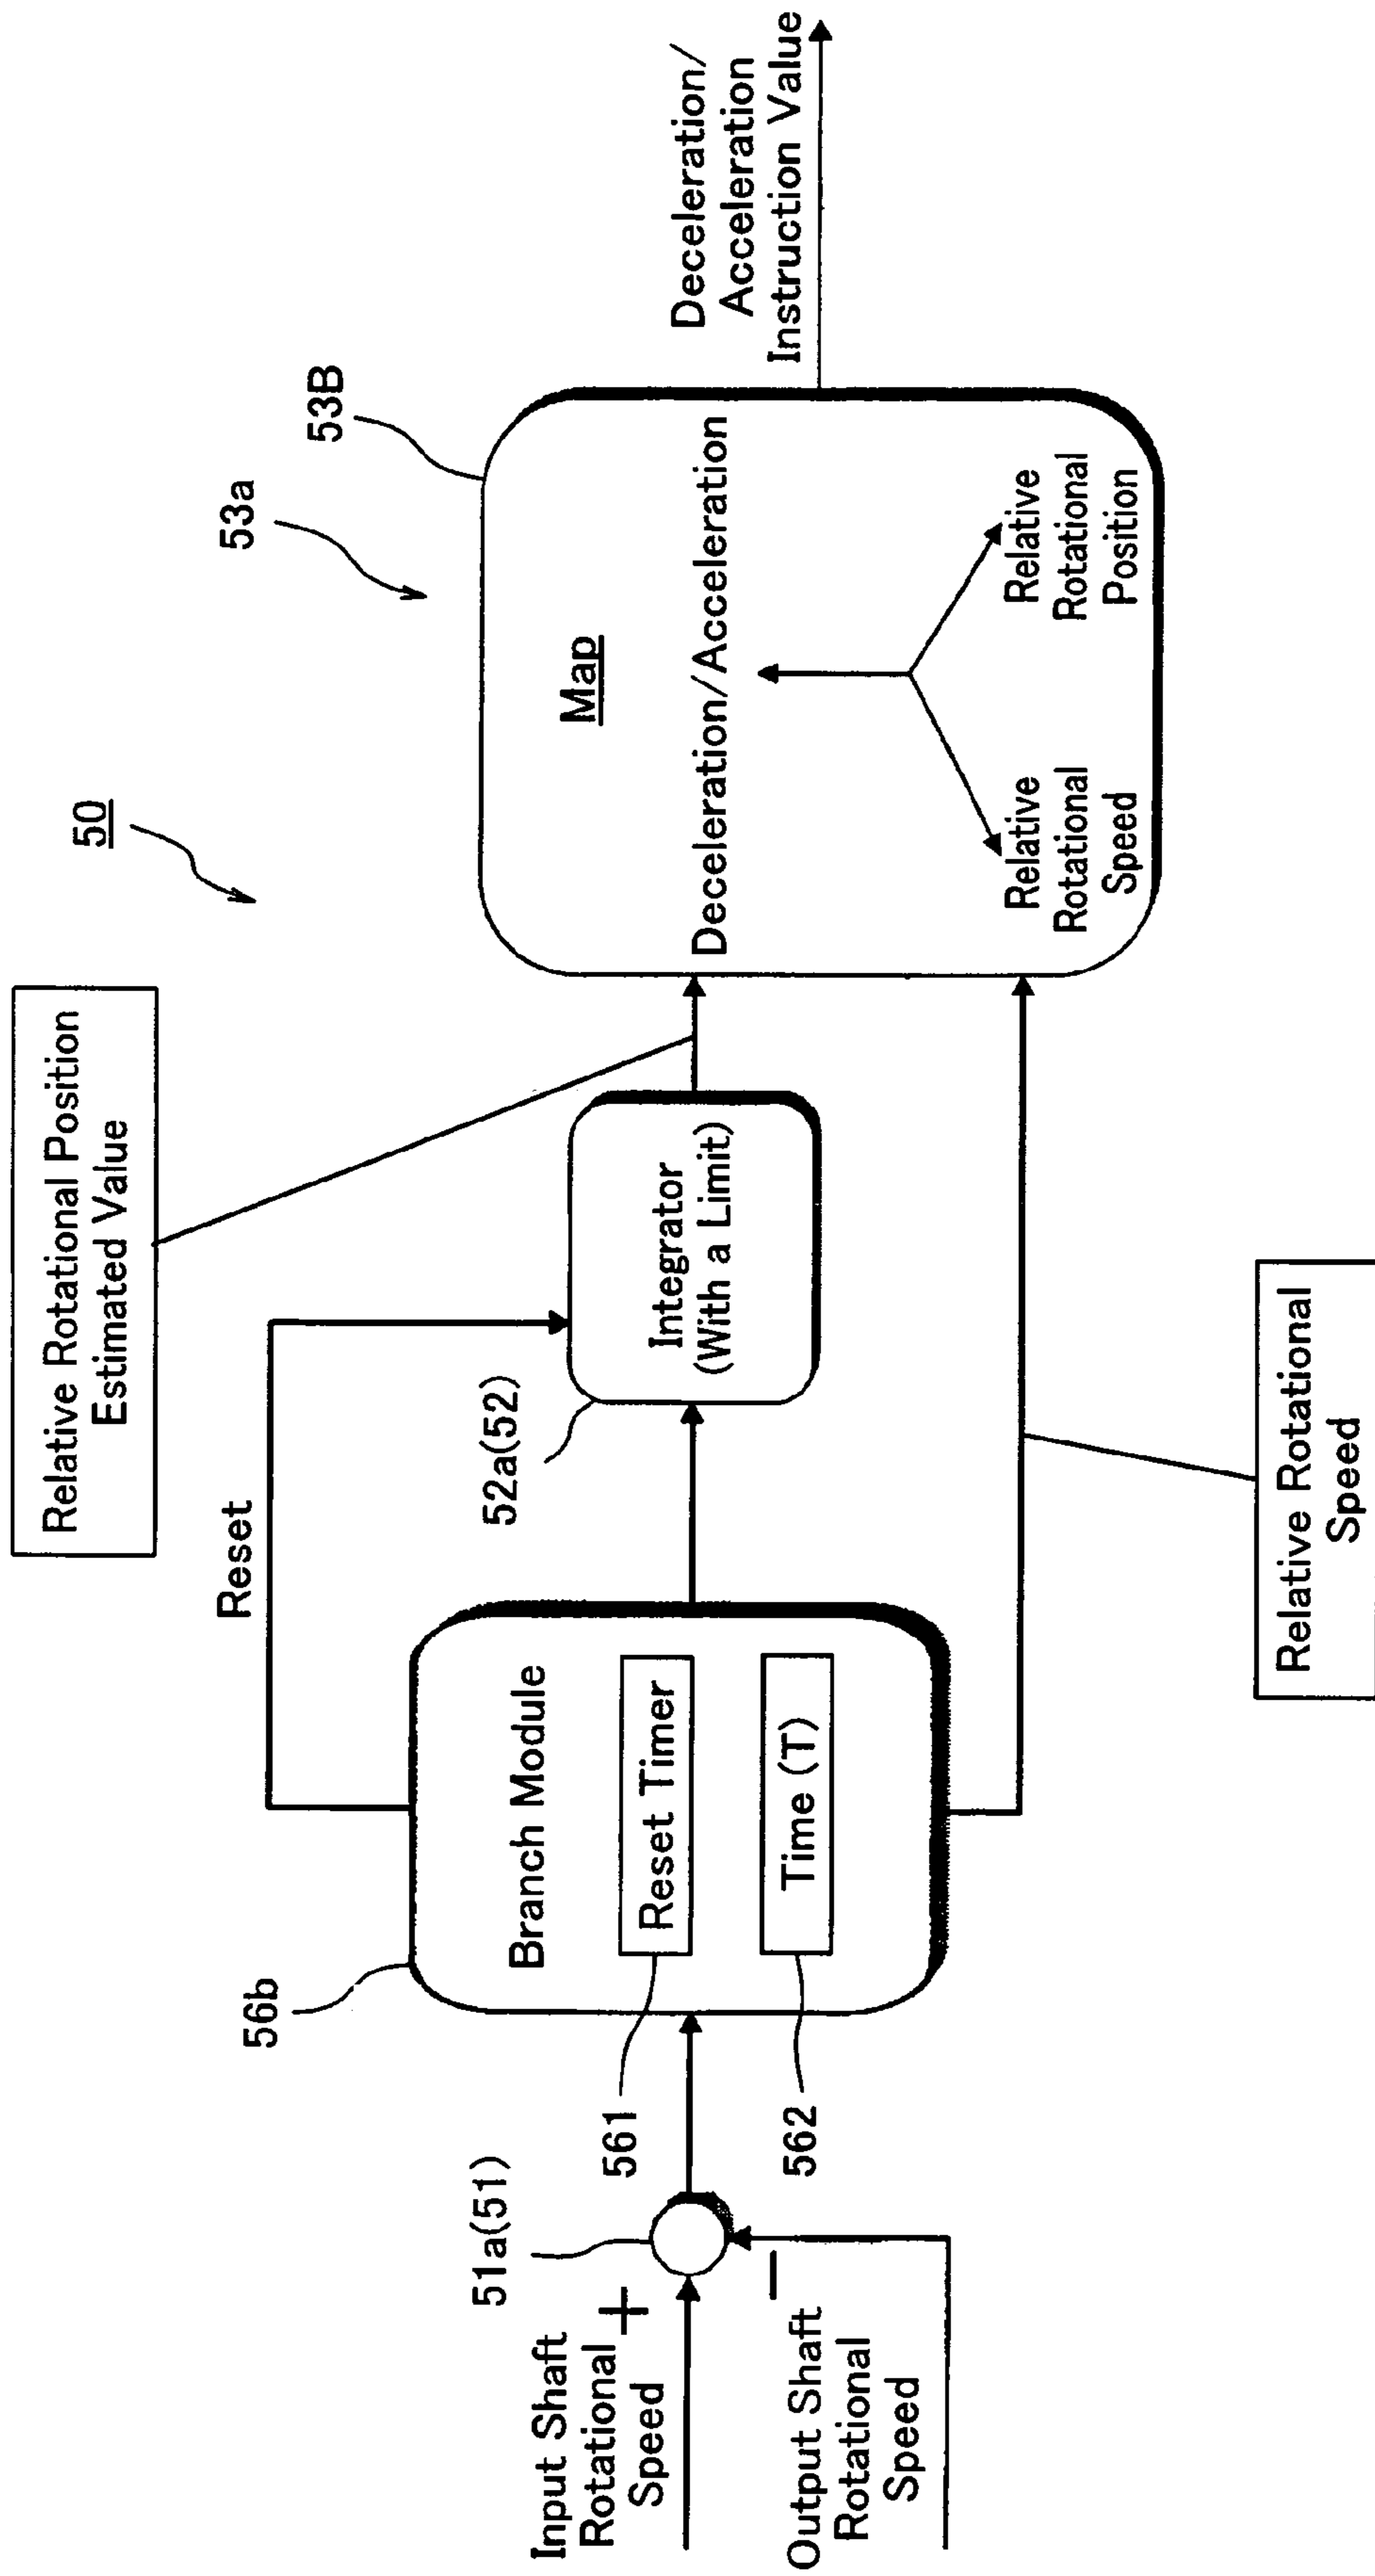 50
53a
53B
Relative Rotational Position
Estimated Value
Reset
56b
Branch Module
Reset Timer
Time (T)
561
562
51a(51)
Input Shaft
Rotational
Speed
+
Output Shaft
Rotational
Speed
−
52a(52)
Integrator
(With a Limit)
Map
Deceleration/Acceleration
Relative
Rotational
Speed
Relative
Rotational
Position
Deceleration/
Acceleration
Instruction Value
Relative Rotational
Speed